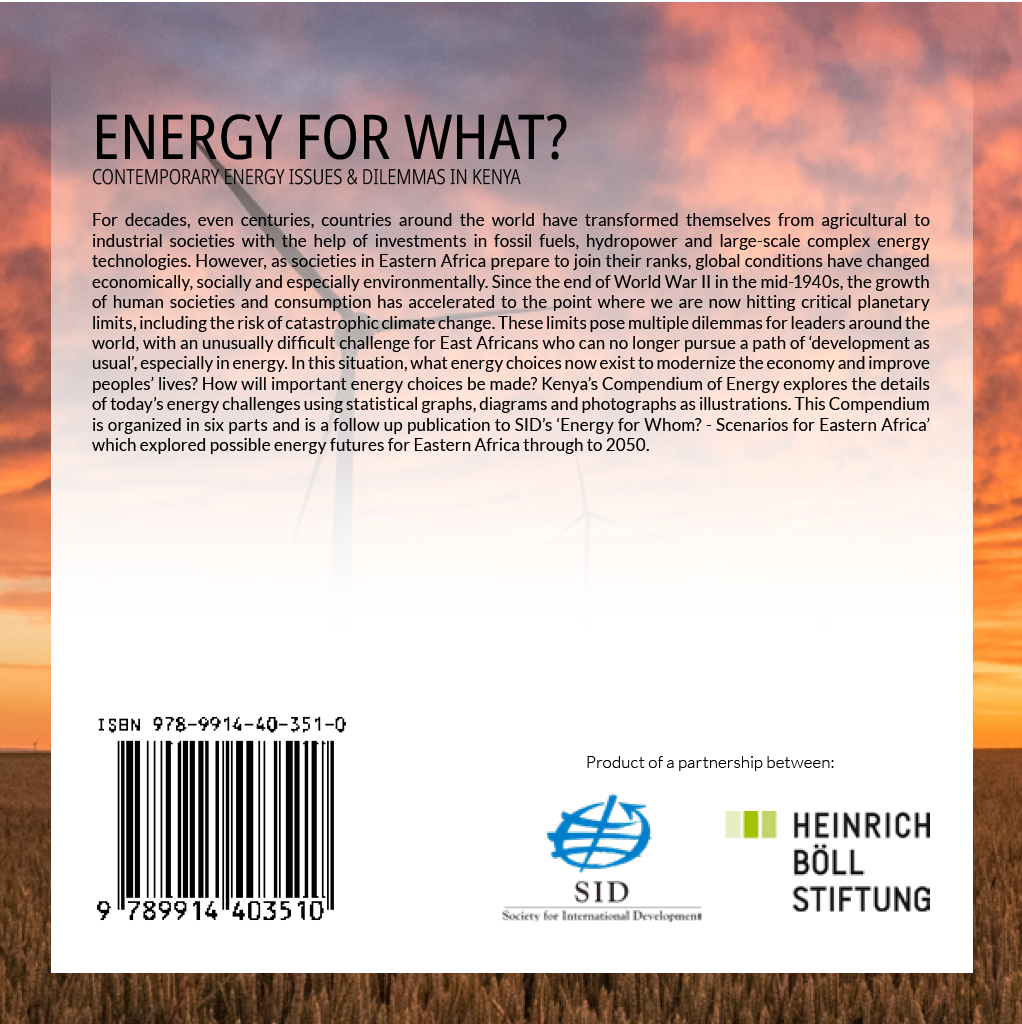 ENERGY FOR WHAT?
CONTEMPORARY ENERGY ISSUES & DILEMMAS IN KENYA
For decades, even centuries, countries around the world have transformed themselves from agricultural to
industrial societies with the help of investments in fossil fuels, hydropower and large-scale complex energy
technologies. However, as societies in Eastern Africa prepare to join their ranks, global conditions have changed
economically, socially and especially environmentally. Since the end of World War II in the mid-1940s, the growth
of human societies and consumption has accelerated to the point where we are now hitting critical planetary
limits, including the risk of catastrophic climate change. These limits pose multiple dilemmas for leaders around the
world, with an unusually difficult challenge for East Africans who can no longer pursue a path of ‘development as
usual’, especially in energy. In this situation, what energy choices now exist to modernize the economy and improve
peoples’ lives? How will important energy choices be made? Kenya’s Compendium of Energy explores the details
of today’s energy challenges using statistical graphs, diagrams and photographs as illustrations. This Compendium
is organized in six parts and is a follow up publication to SID’s ‘Energy for Whom? - Scenarios for Eastern Africa’
which explored possible energy futures for Eastern Africa through to 2050.
ISBN 978-9914-40-351-0
9 789914 403510
Product of a partnership between:
SID
Society for International Development
HEINRICH
BÖLL
STIFTUNG